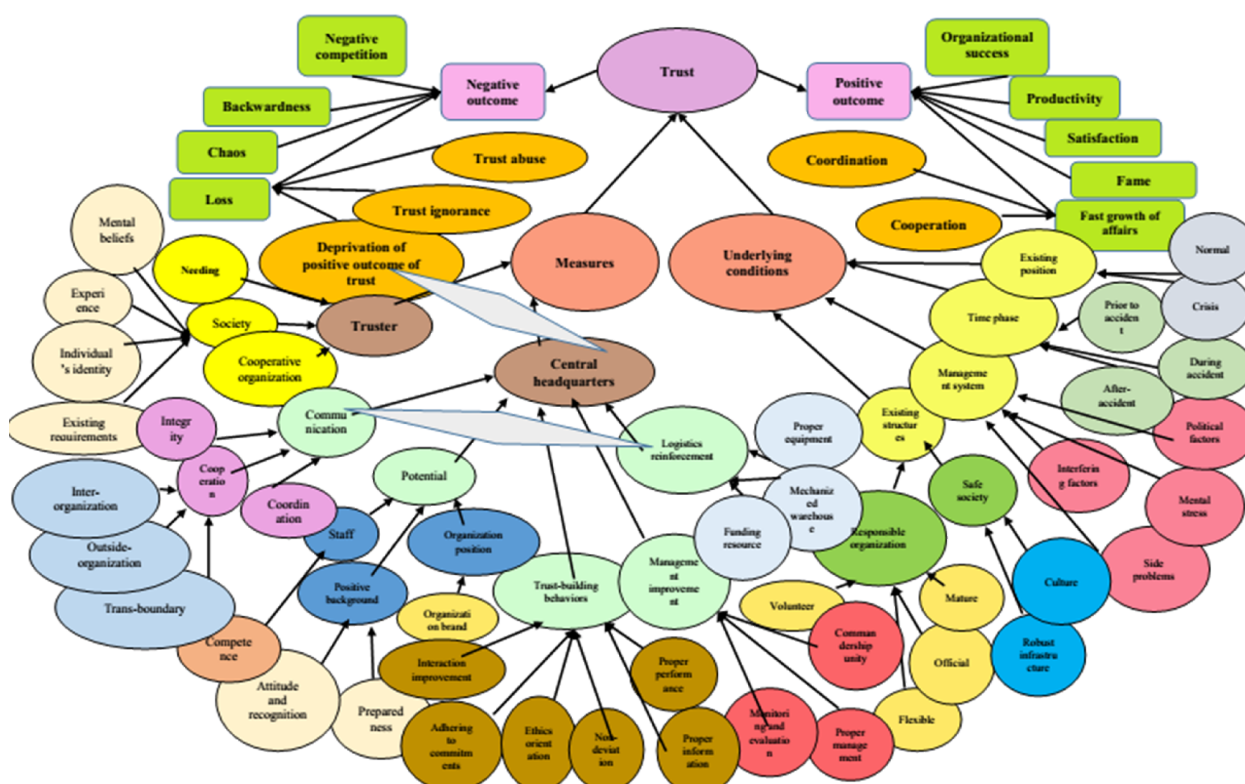 Negative
competition
Trust
Organizational
success
Negative
outcome
Positive
outcome
Backwardness
Productivity
Chaos
Trust abuse
Coordination
Satisfaction
Loss
Trust ignorance
Cooperation
Fame
Fast growth of
affairs
Mental
beliefs
Needing
Deprivation of
positive outcome of
trust
Measures
Underlying
conditions
Existing
position
Normal
Experi
ence
Society
Truster
Time phase
Prior to
acciden
t
Crisis
Individual
's identity
Cooperative
organization
Central
headquarters
Manageme
nt system
During
accident
After-
accident
Existing
requirements
Integr
ity
Commu
nication
Logistics
reinforcement
Proper
equipment
Existing
structur
es
Political
factors
Coop
eratio
n
Potential
Interferin
g factors
Inter-
organization
Coordin
ation
Staff
Organization
position
Funding
resource
Mechaniz
ed
warehous
e
Responsible
organization
Safe
society
Mental
stress
Outside-
organization
Positive
background
Trust-building
behaviors
Manageme
nt
improveme
nt
Culture
Side
problems
Trans-boundary
Organizati
on brand
Volunteer
Mature
Compete
nce
Interaction
improvement
Proper
perform
ance
Comman
dership
unity
Official
Robust
infrastru
cture
Attitude and
recognition
Prepared
ness
Adhering
to
commitm
ents
Ethics
orient
ation
Non-
deviat
ion
Proper
inform
ation
Monitori
ng and
evaluatio
n
Proper
manage
ment
Flexible